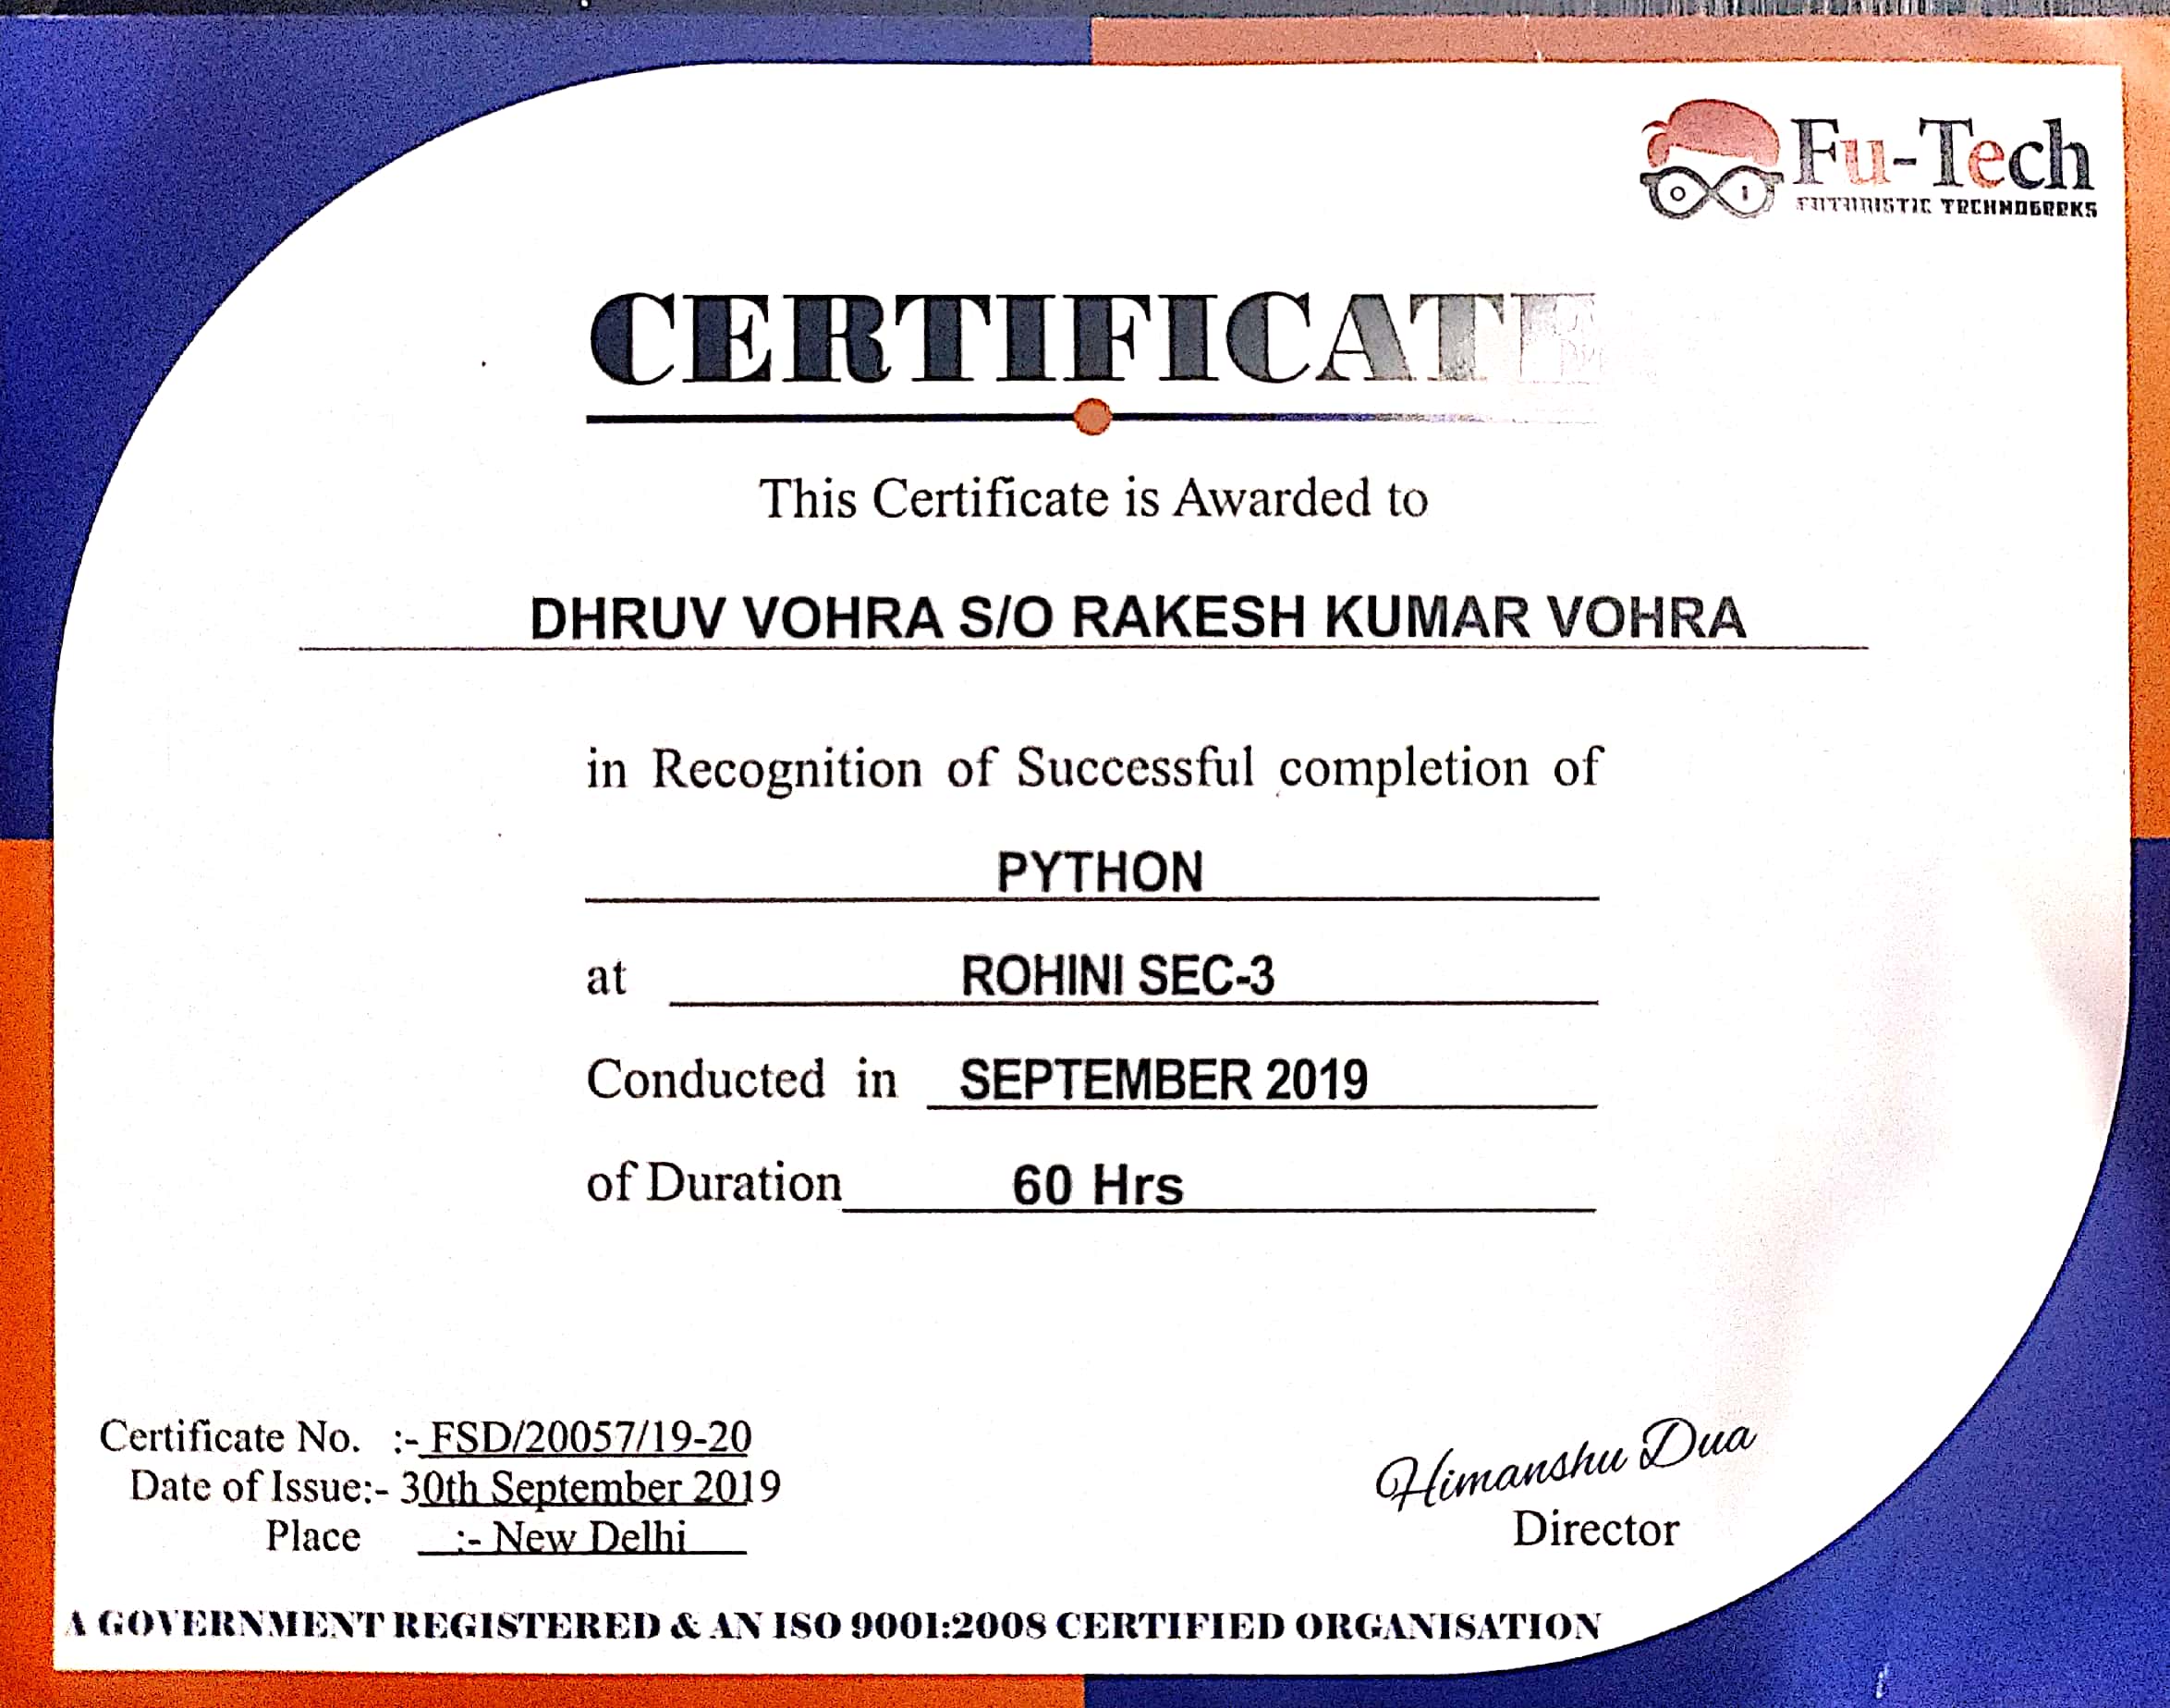 Fu-Tech
FUTURISTIC TECHNOGEEKS
CERTIFICATE
This Certificate is Awarded to
DHRUV VOHRA S/O RAKESH KUMAR VOHRA
in Recognition of Successful completion of
PYTHON
at ROHINI SEC-3
Conducted in SEPTEMBER 2019
of Duration 60 Hrs
Certificate No. :- FSD/20057/19-20
Date of Issue:- 30th September 2019
Place :- New Delhi
Himanshu Dua
Director
A GOVERNMENT REGISTERED & AN ISO 9001:2008 CERTIFIED ORGANISATION